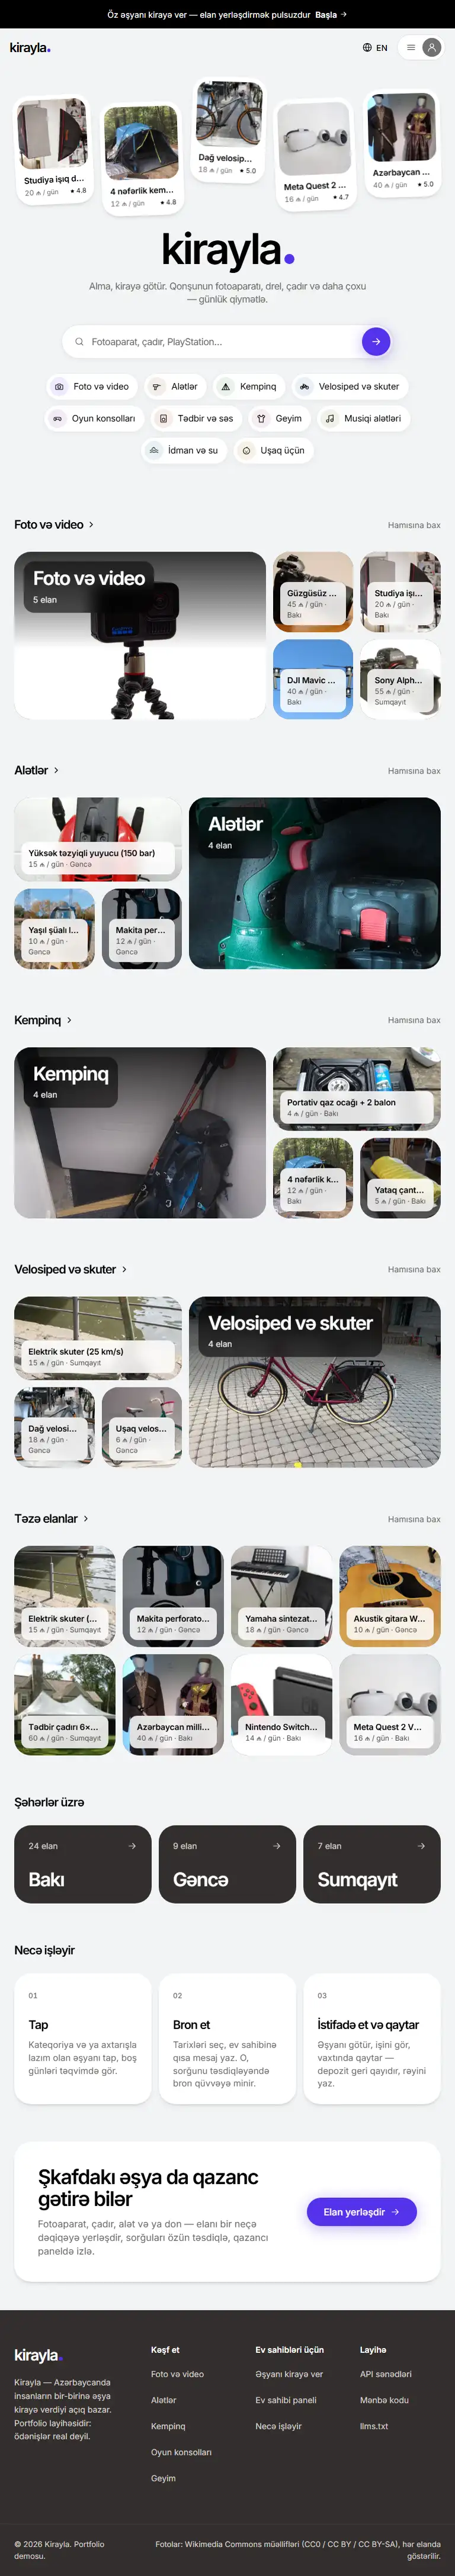 Öz əşyanı kirayə ver — elan yerləşdirmək pulsuzdur Başla →
kirayla.
EN
Studiya işıq d...
20 ₼ / gün ★ 4.8
4 nəfərlik kem...
12 ₼ / gün ★ 4.8
Dağ velosip...
18 ₼ / gün ★ 5.0
Meta Quest 2 ...
16 ₼ / gün ★ 4.7
Azərbaycan ...
40 ₼ / gün ★ 5.0
kirayla.
Alma, kirayə götür. Qonşunun fotoaparatı, drel, çadır və daha çoxu
— günlük qiymətlə.
Fotoaparat, çadır, PlayStation...
Foto və video
Alətlər
Kempinq
Velosiped və skuter
Oyun konsolları
Tədbir və səs
Geyim
Musiqi alətləri
İdman və su
Uşaq üçün
Foto və video >
Hamısına bax
Foto və video
5 elan
Güzgüsüz ...
45 ₼ / gün ·
Bakı
Studiya işı...
20 ₼ / gün ·
Bakı
DJI Mavic ...
40 ₼ / gün ·
Bakı
Sony Alph...
55 ₼ / gün ·
Sumqayıt
Alətlər >
Hamısına bax
Yüksək təzyiqli yuyucu (150 bar)
15 ₼ / gün · Gəncə
Yaşıl şüalı l...
10 ₼ / gün ·
Gəncə
Makita per...
12 ₼ / gün ·
Gəncə
Alətlər
4 elan
Kempinq >
Hamısına bax
Kempinq
4 elan
Portativ qaz ocağı + 2 balon
4 ₼ / gün · Bakı
4 nəfərlik k...
12 ₼ / gün ·
Bakı
Yataq çant...
5 ₼ / gün · Bakı
Velosiped və skuter >
Hamısına bax
Elektrik skuter (25 km/s)
15 ₼ / gün · Sumqayıt
Dağ velosi...
18 ₼ / gün ·
Gəncə
Uşaq velos...
6 ₼ / gün ·
Gəncə
Velosiped və skuter
4 elan
Təzə elanlar >
Hamısına bax
Elektrik skuter (...
15 ₼ / gün · Sumqayıt
Makita perforato...
12 ₼ / gün · Gəncə
Yamaha sintezat...
18 ₼ / gün · Gəncə
Akustik gitara W...
10 ₼ / gün · Gəncə
Tədbir çadırı 6×...
60 ₼ / gün · Sumqayıt
Azərbaycan milli...
40 ₼ / gün · Bakı
Nintendo Switch...
14 ₼ / gün · Bakı
Meta Quest 2 V...
16 ₼ / gün · Bakı
Şəhərlər üzrə
24 elan →
Bakı
9 elan →
Gəncə
7 elan →
Sumqayıt
Necə işləyir
01
Tap
Kateqoriya və ya axtarışla
lazım olan əşyanı tap, boş
günləri təqvimdə gör.
02
Bron et
Tarixləri seç, ev sahibinə
qısa mesaj yaz. O,
sorğunu təsdiqləyəndə
bron qüvvəyə minir.
03
İstifadə et və qaytar
Əşyanı götür, işini gör,
vaxtında qaytar —
depozit geri qayıdır, rəyini
yaz.
Şkafdakı əşya da qazanc
gətirə bilər
Fotoaparat, çadır, alət və ya don — elanı bir neçə
dəqiqəyə yerləşdir, sorğuları özün təsdiqlə, qazancı
paneldə izlə.
Elan yerləşdir →
kirayla.
Kirayla — Azərbaycanda
insanların bir-birinə əşya
kirayə verdiyi açıq bazar.
Portfolio layihəsidir:
ödənişlər real deyil.
Kəşf et
Foto və video
Alətlər
Kempinq
Oyun konsolları
Geyim
Ev sahibləri üçün
Əşyanı kirayə ver
Ev sahibi paneli
Necə işləyir
Layihə
API sənədləri
Mənbə kodu
llms.txt
© 2026 Kirayla. Portfolio
demosu.
Fotolar: Wikimedia Commons müəllifləri (CC0 / CC BY / CC BY-SA), hər elanda
göstərilir.